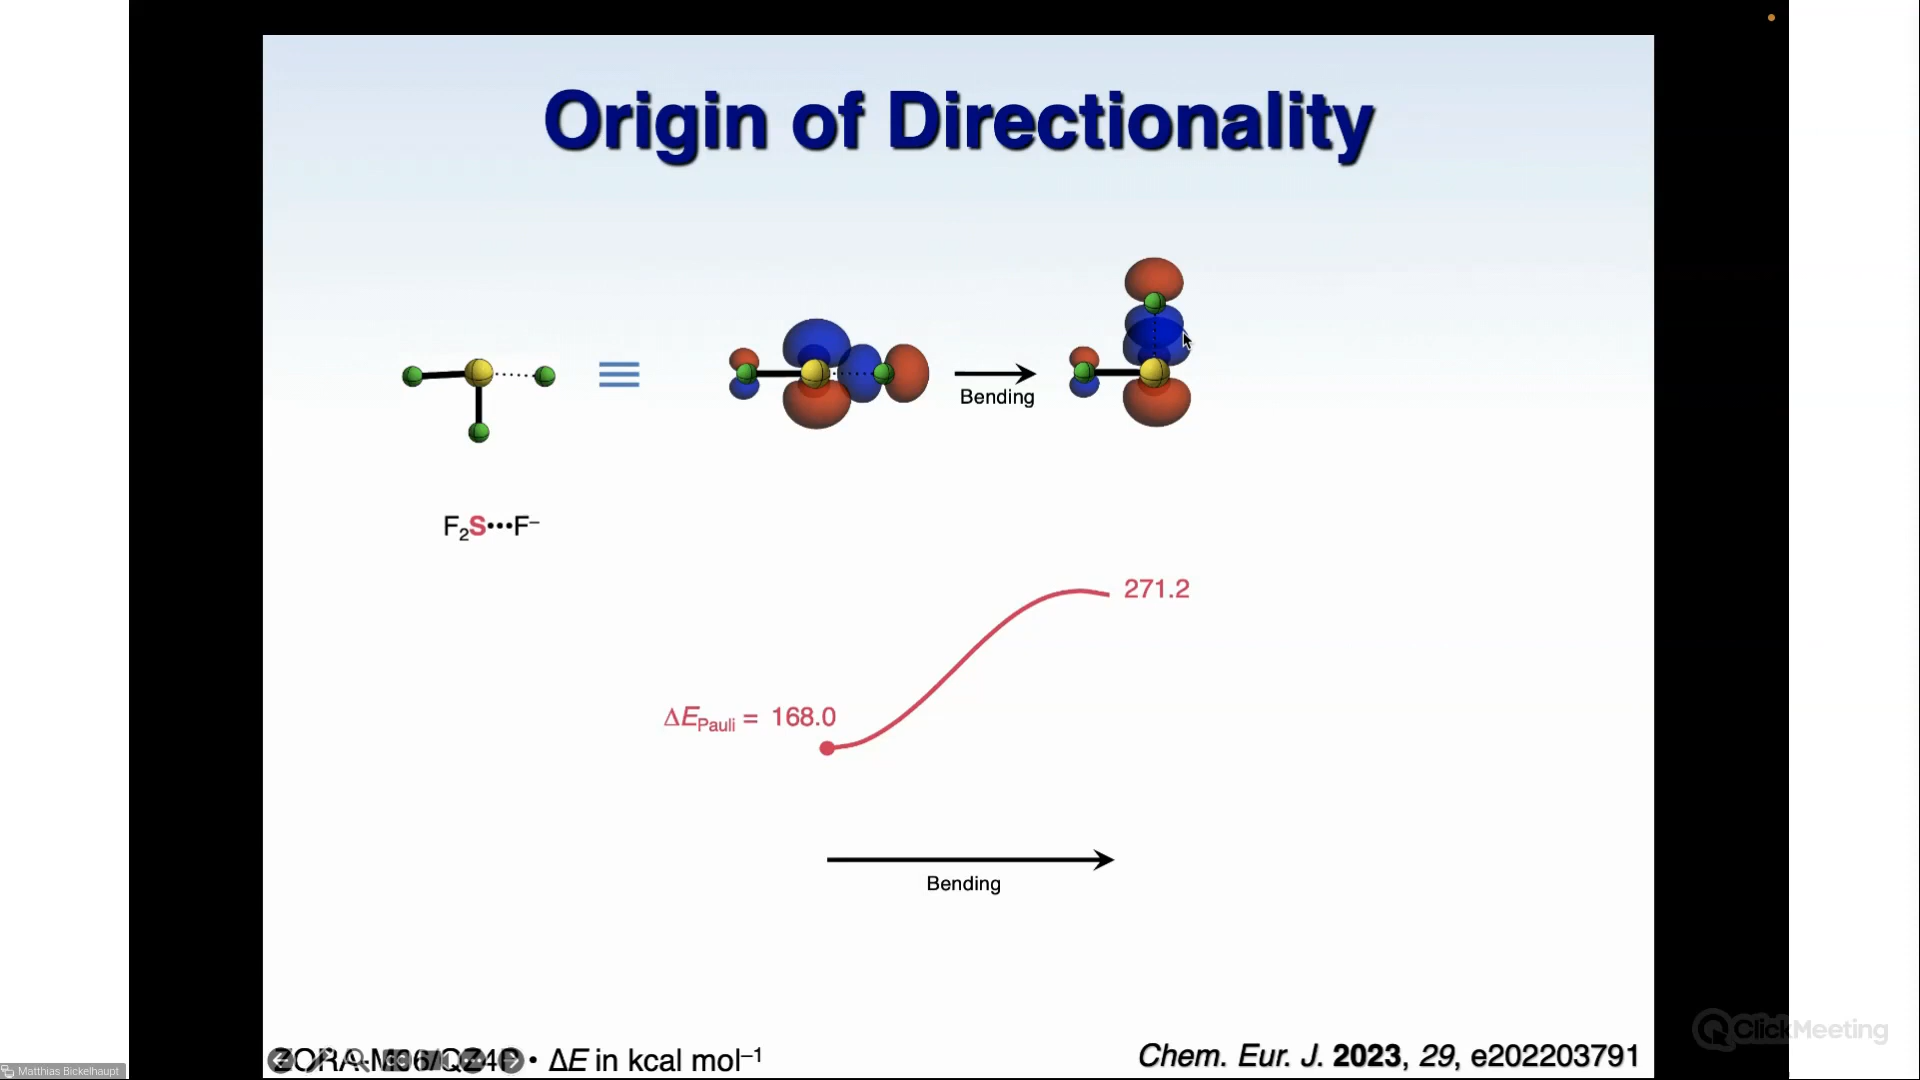 Origin of Directionality
Bending
F₂S•••F⁻
271.2
ΔE_Pauli = 168.0
Bending
ZORA-M06/QZ4P • ΔE in kcal mol⁻¹
Chem. Eur. J. 2023, 29, e202203791
ClickMeeting
Matthias Bickelhaupt